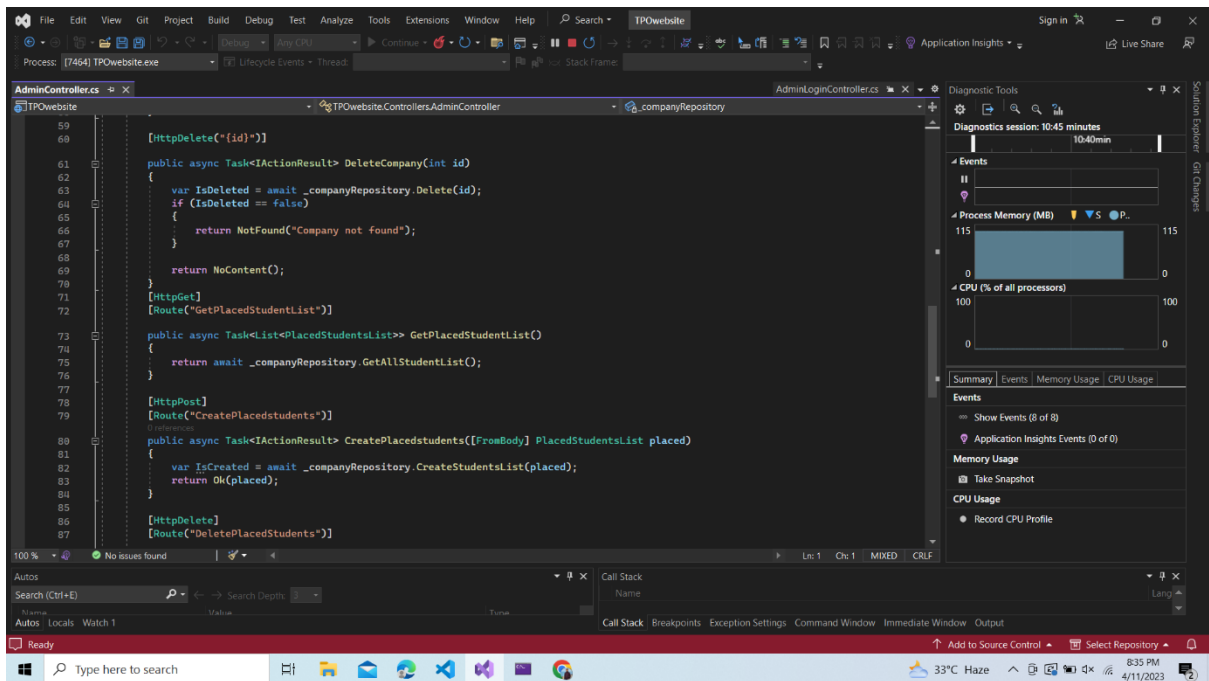 File Edit View Git Project Build Debug Test Analyze Tools Extensions Window Help Search TPOwebsite Sign in
Debug Any CPU Continue Application Insights Live Share
Process: [7464] TPOwebsite.exe Lifecycle Events Thread: Stack Frame:
AdminController.cs AdminLoginController.cs
TPOwebsite TPOwebsite.Controllers.AdminController _companyRepository
59
60 [HttpDelete("{id}")]
61 public async Task<IActionResult> DeleteCompany(int id)
62 {
63 var IsDeleted = await _companyRepository.Delete(id);
64 if (IsDeleted == false)
65 {
66 return NotFound("Company not found");
67 }
68
69 return NoContent();
70 }
71 [HttpGet]
72 [Route("GetPlacedStudentList")]
73 public async Task<List<PlacedStudentsList>> GetPlacedStudentList()
74 {
75 return await _companyRepository.GetAllStudentList();
76 }
77
78 [HttpPost]
79 [Route("CreatePlacedstudents")]
0 references
80 public async Task<IActionResult> CreatePlacedstudents([FromBody] PlacedStudentsList placed)
81 {
82 var IsCreated = await _companyRepository.CreateStudentsList(placed);
83 return Ok(placed);
84 }
85
86 [HttpDelete]
87 [Route("DeletePlacedStudents")]
100 % No issues found Ln: 1 Ch: 1 MIXED CRLF
Diagnostic Tools
Diagnostics session: 10:45 minutes
10:40min
Events
Process Memory (MB) S P..
115 115
0 0
CPU (% of all processors)
100 100
0 0
Summary Events Memory Usage CPU Usage
Events
Show Events (8 of 8)
Application Insights Events (0 of 0)
Memory Usage
Take Snapshot
CPU Usage
Record CPU Profile
Solution Explorer
Git Changes
Autos
Search (Ctrl+E) Search Depth: 3
Name Value Type
Autos Locals Watch 1
Call Stack
Name Lang
Call Stack Breakpoints Exception Settings Command Window Immediate Window Output
Ready Add to Source Control Select Repository
Type here to search 33°C Haze 8:35 PM
4/11/2023
2